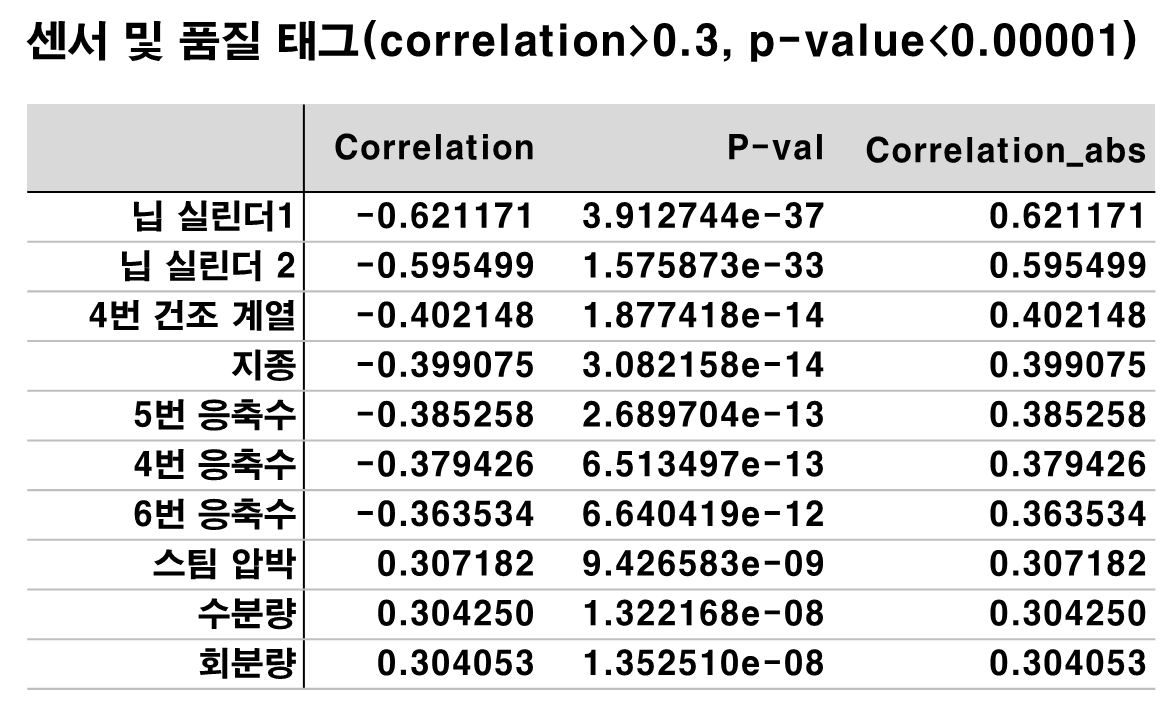 센서 및 품질 태그(correlation>0.3, p-value<0.00001)
Correlation P-val Correlation_abs
닙 실린더1 -0.621171 3.912744e-37 0.621171
닙 실린더 2 -0.595499 1.575873e-33 0.595499
4번 건조 계열 -0.402148 1.877418e-14 0.402148
지종 -0.399075 3.082158e-14 0.399075
5번 응축수 -0.385258 2.689704e-13 0.385258
4번 응축수 -0.379426 6.513497e-13 0.379426
6번 응축수 -0.363534 6.640419e-12 0.363534
스팀 압박 0.307182 9.426583e-09 0.307182
수분량 0.304250 1.322168e-08 0.304250
회분량 0.304053 1.352510e-08 0.304053